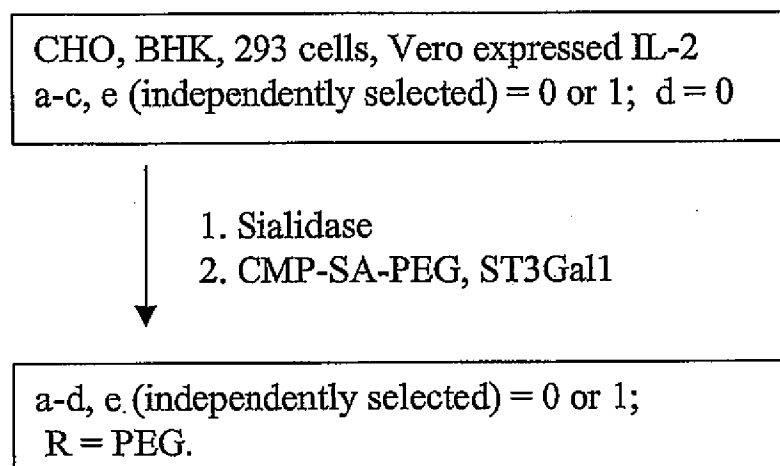 CHO, BHK, 293 cells, Vero expressed IL-2
a-c, e (independently selected) = 0 or 1; d = 0
1. Sialidase
2. CMP-SA-PEG, ST3Gal1
a-d, e. (independently selected) = 0 or 1;
R = PEG.